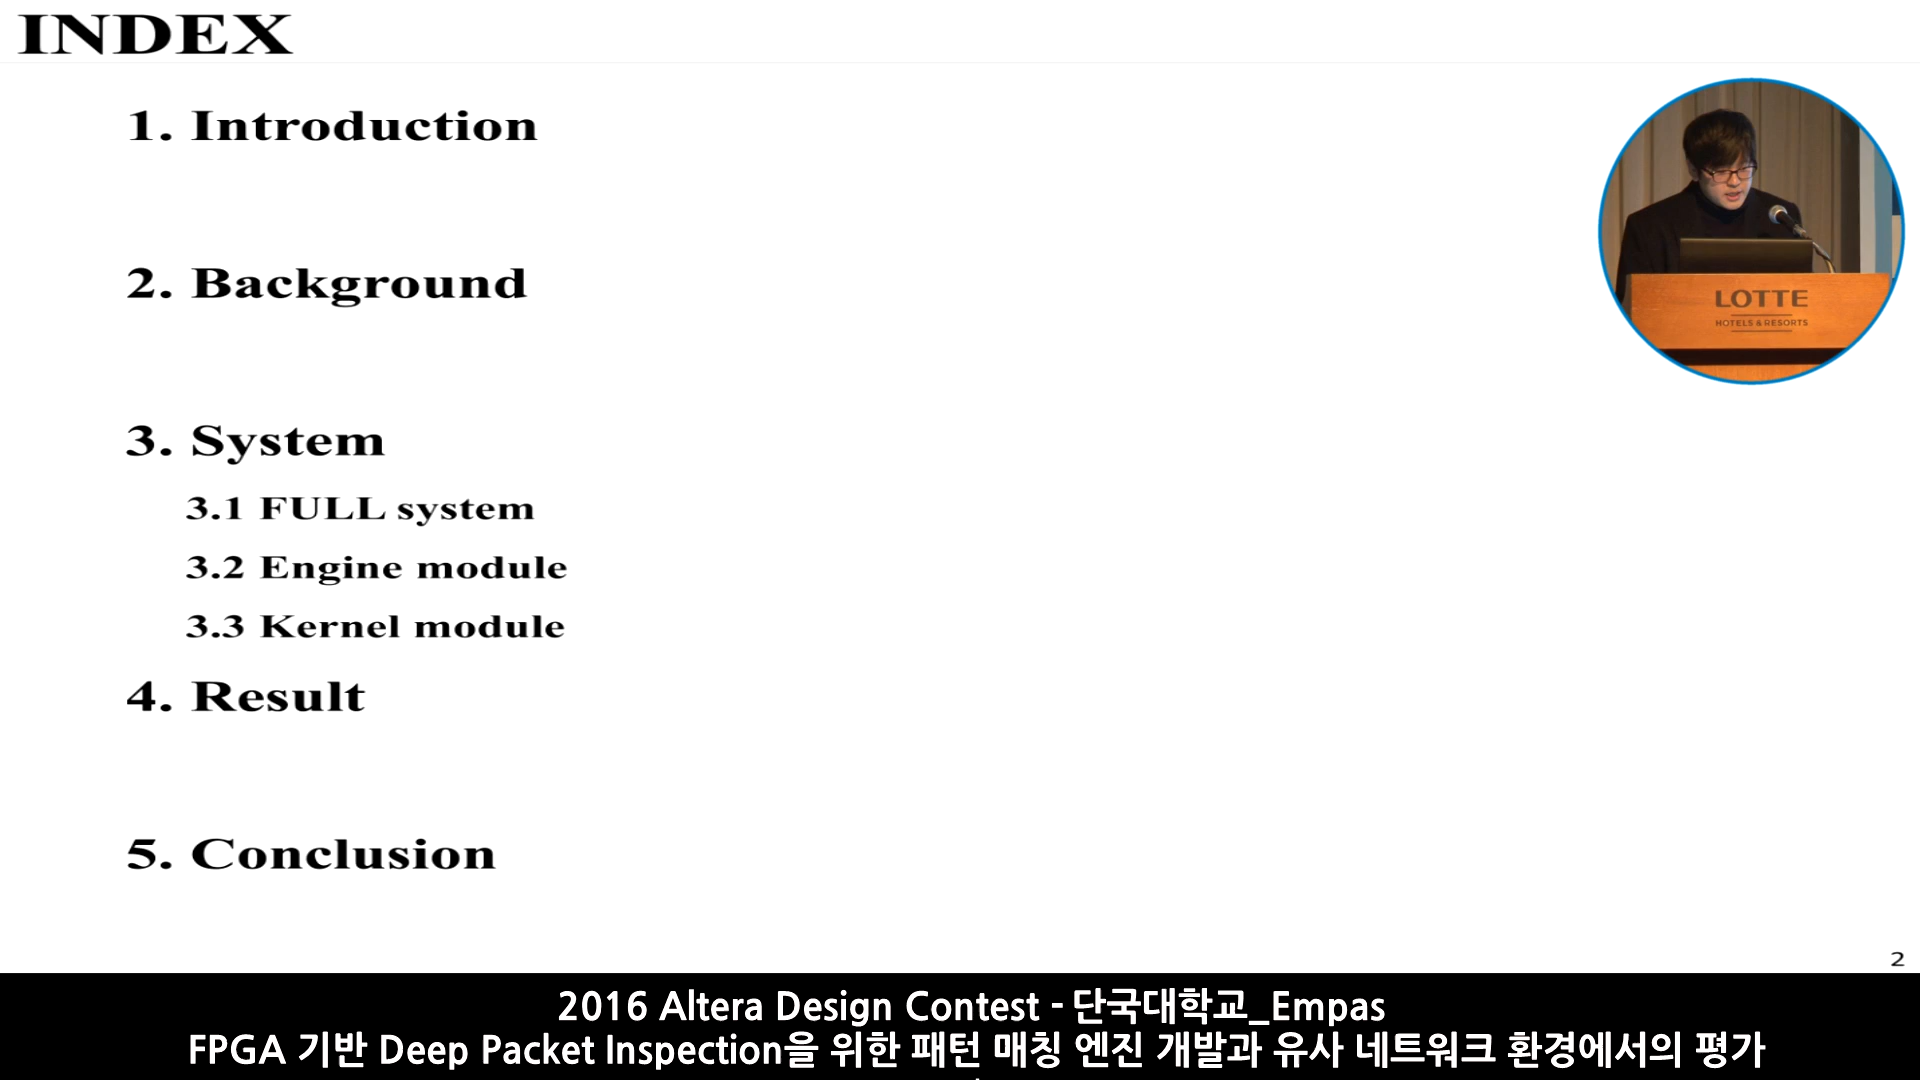 INDEX
1. Introduction
2. Background
3. System
3.1 FULL system
3.2 Engine module
3.3 Kernel module
4. Result
5. Conclusion
LOTTE
HOTELS & RESORTS
2
2016 Altera Design Contest - 단국대학교_Empas
FPGA 기반 Deep Packet Inspection을 위한 패턴 매칭 엔진 개발과 유사 네트워크 환경에서의 평가